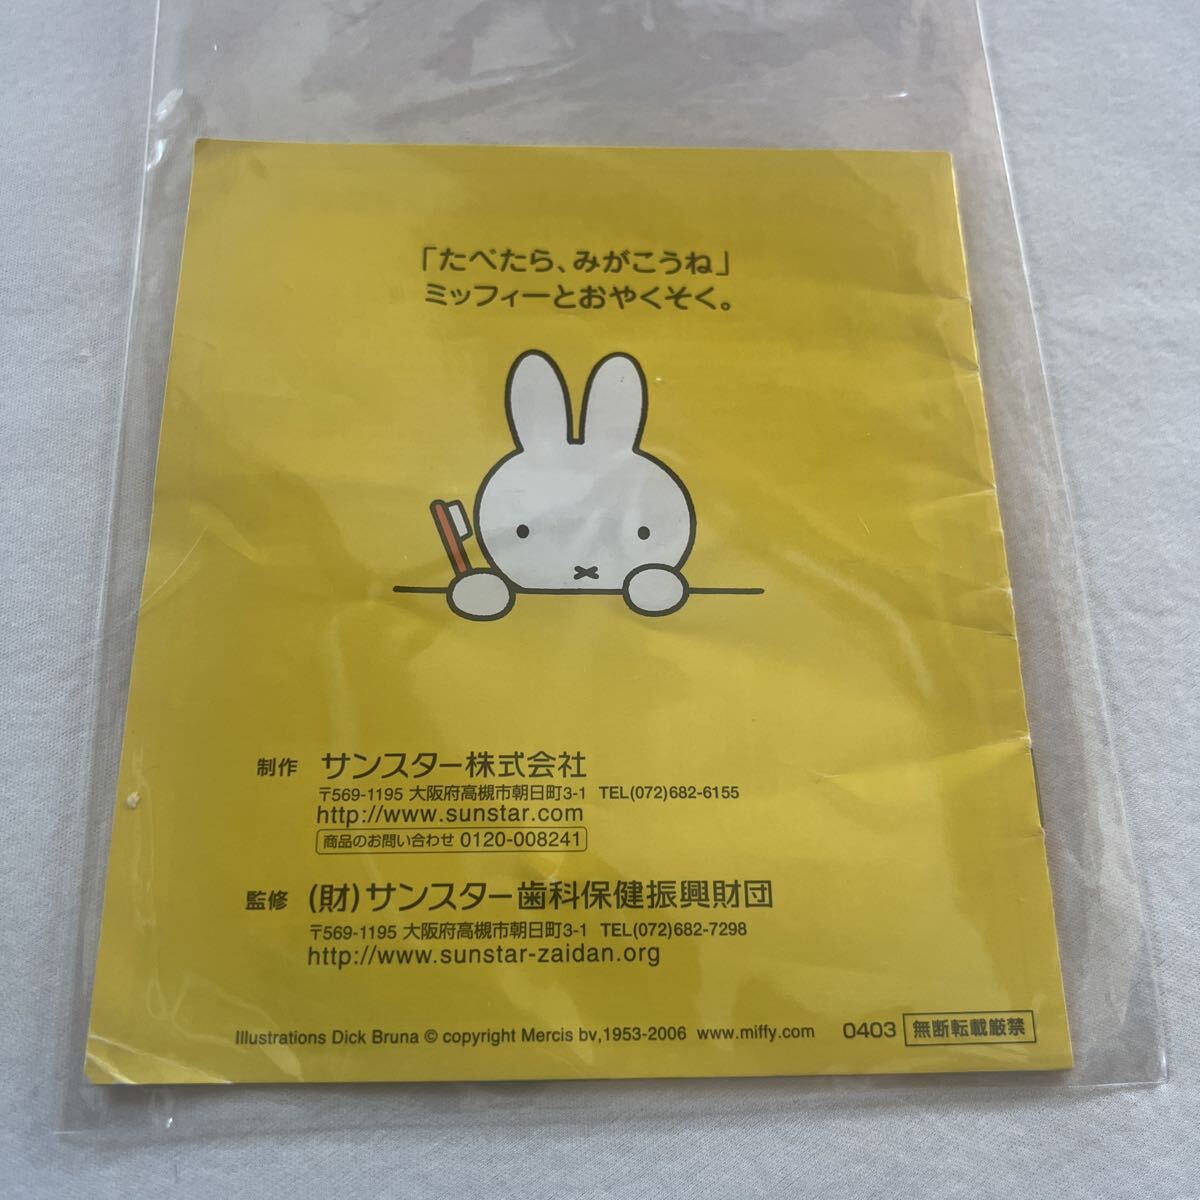 「たべたら、みがこうね」
ミッフィーとおやくそく。
制作 サンスター株式会社
〒569-1195 大阪府高槻市朝日町3-1 TEL(072)682-6155
http://www.sunstar.com
商品のお問い合わせ 0120-008241
監修 (財)サンスター歯科保健振興財団
〒569-1195 大阪府高槻市朝日町3-1 TEL(072)682-7298
http://www.sunstar-zaidan.org
Illustrations Dick Bruna © copyright Mercis bv,1953-2006 www.miffy.com 0403 無断転載厳禁